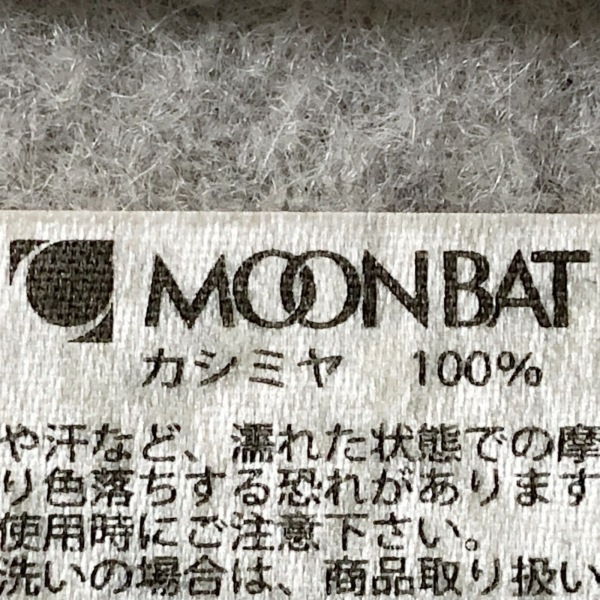 MOONBAT
カシミヤ 100%
や汗など、濡れた状態での摩
り色落ちする恐れがあります
使用時にご注意下さい。
洗いの場合は、商品取り扱い